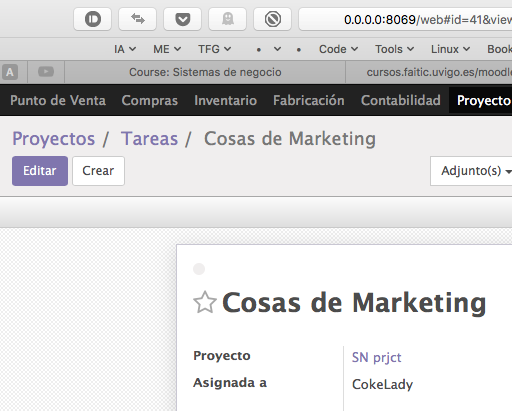 0.0.0.0:8069/web#id=41&view
IA ME TFG • • Code Tools Linux Book
A Course: Sistemas de negocio cursos.faitic.uvigo.es/moodle
Punto de Venta Compras Inventario Fabricación Contabilidad Proyecto
Proyectos / Tareas / Cosas de Marketing
Editar Crear Adjunto(s)
Cosas de Marketing
Proyecto SN prjct
Asignada a CokeLady